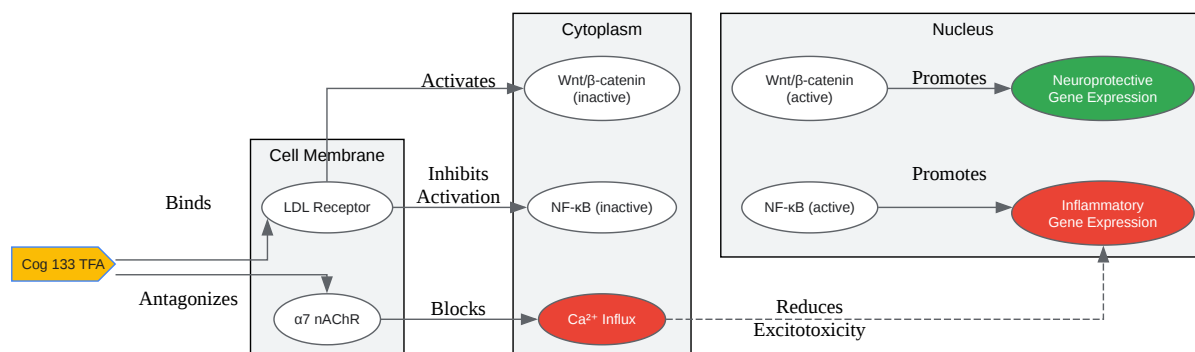 Cytoplasm
Nucleus
Activates
Wnt/β-catenin
(inactive)
Wnt/β-catenin
(active)
Promotes
Neuroprotective
Gene Expression
Cell Membrane
Binds
LDL Receptor
Inhibits
Activation
NF-κB (inactive)
NF-κB (active)
Promotes
Inflammatory
Gene Expression
Cog 133 TFA
Antagonizes
α7 nAChR
Blocks
Ca²⁺ Influx
Reduces
Excitotoxicity